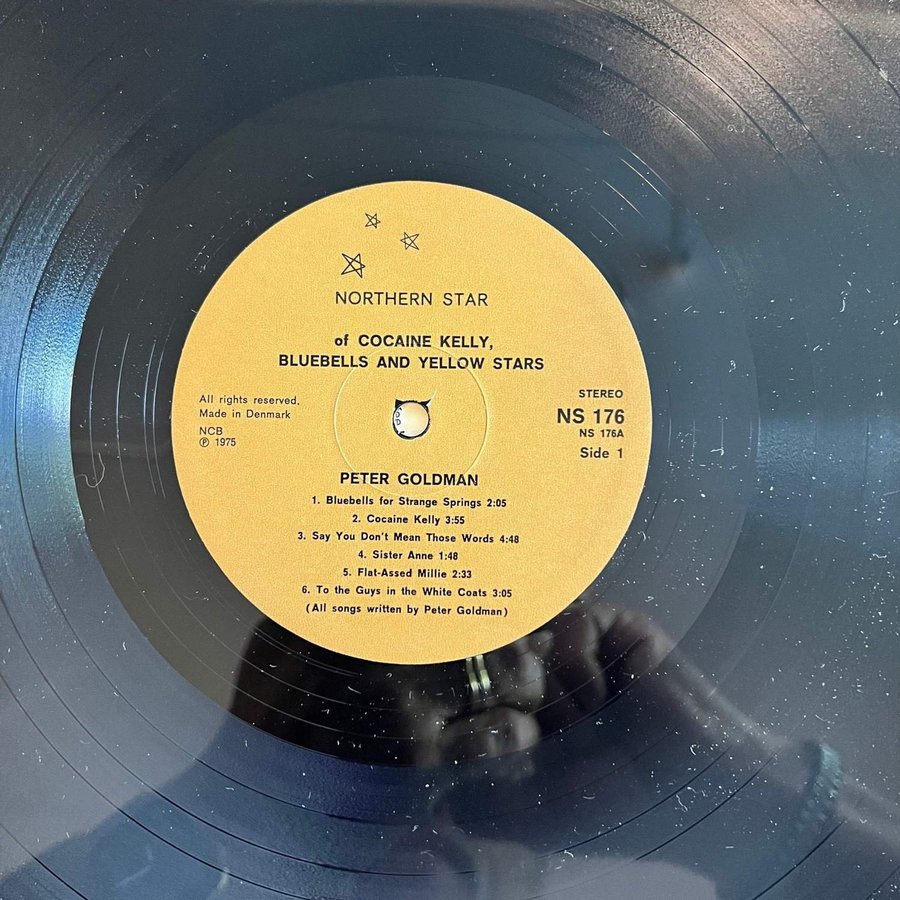 NORTHERN STAR
of COCAINE KELLY,
BLUEBELLS AND YELLOW STARS
All rights reserved.
Made in Denmark
NCB
℗ 1975
STEREO
NS 176
NS 176A
Side 1
PETER GOLDMAN
1. Bluebells for Strange Springs 2:05
2. Cocaine Kelly 3:55
3. Say You Don't Mean Those Words 4:48
4. Sister Anne 1:48
5. Flat-Assed Millie 2:33
6. To the Guys in the White Coats 3:05
(All songs written by Peter Goldman)